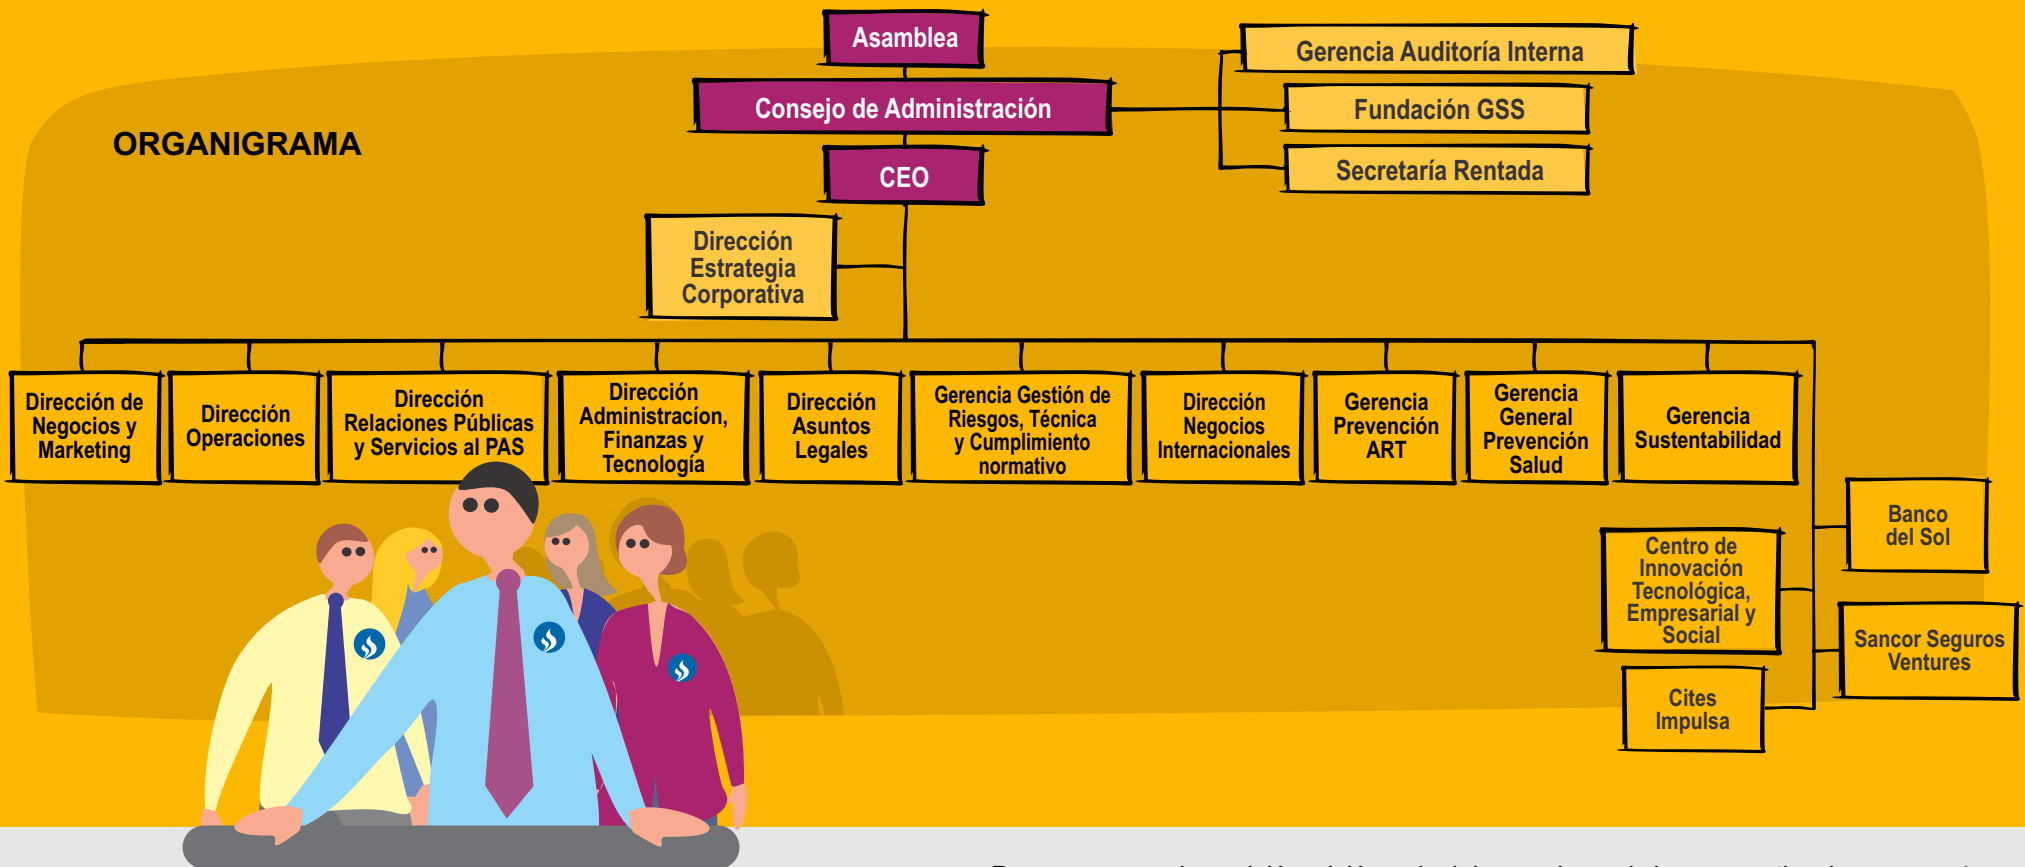 Asamblea
Gerencia Auditoría Interna
Consejo de Administración
Fundación GSS
ORGANIGRAMA
CEO
Secretaría Rentada
Dirección
Estrategia
Corporativa
Dirección de
Negocios y
Marketing
Dirección
Operaciones
Dirección
Relaciones Públicas
y Servicios al PAS
Dirección
Administracíon,
Finanzas y
Tecnología
Dirección
Asuntos
Legales
Gerencia Gestión de
Riesgos, Técnica
y Cumplimiento
normativo
Dirección
Negocios
Internacionales
Gerencia
Prevención
ART
Gerencia
General
Prevención
Salud
Gerencia
Sustentabilidad
Banco
del Sol
Centro de
Innovación
Tecnológica,
Empresarial y
Social
Sancor Seguros
Ventures
Cites
Impulsa